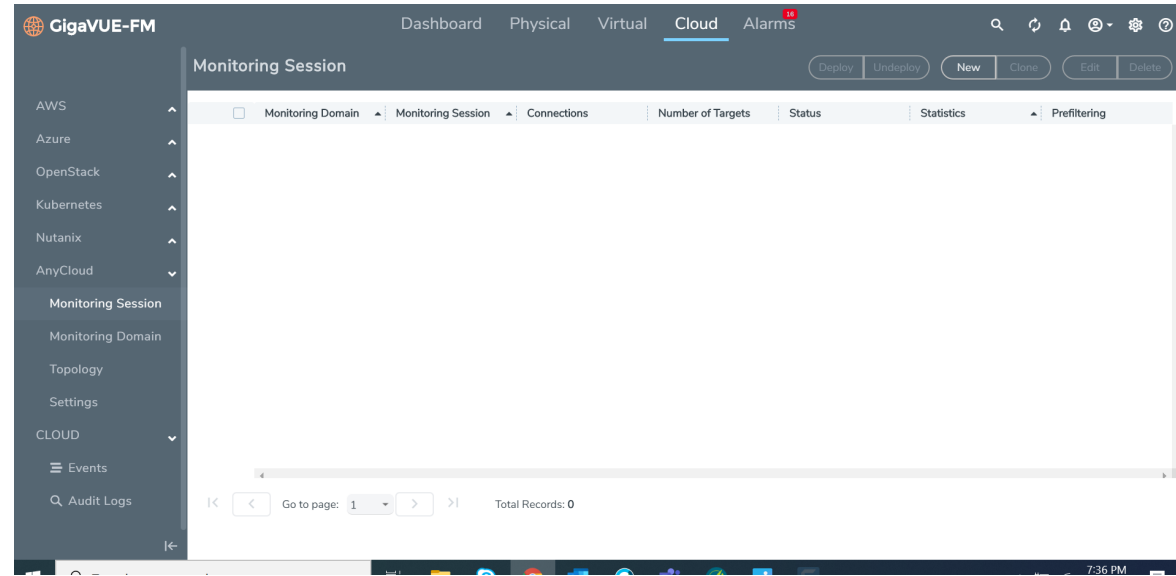 GigaVUE-FM
Dashboard Physical Virtual Cloud Alarms 16
Monitoring Session
Deploy Undeploy New Clone Edit Delete
AWS
Azure
OpenStack
Kubernetes
Nutanix
AnyCloud
Monitoring Session
Monitoring Domain
Topology
Settings
CLOUD
Events
Audit Logs
Monitoring Domain Monitoring Session Connections Number of Targets Status Statistics Prefiltering
Go to page: 1 Total Records: 0
7:36 PM